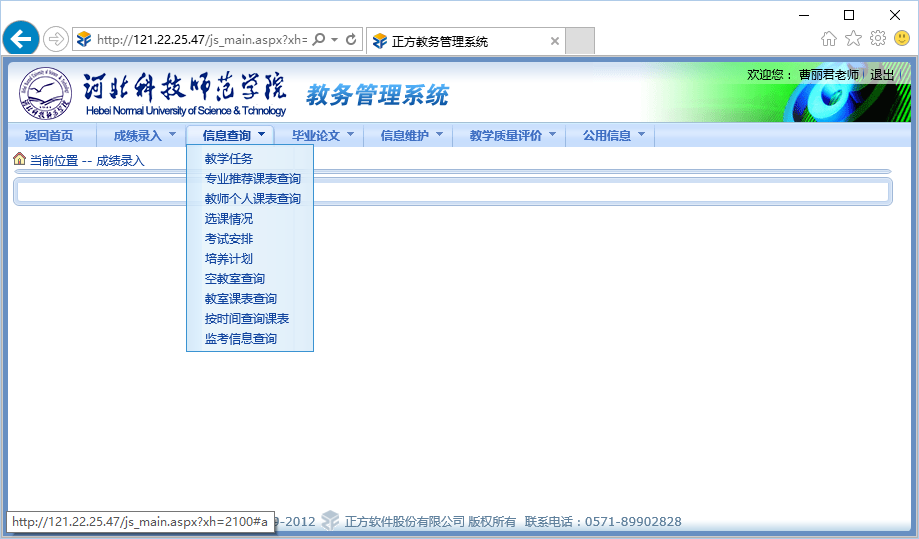 http://121.22.25.47/js_main.aspx?xh=
正方教务管理系统
河北科技师范学院
Hebei Normal University of Science & Tchnology
教务管理系统
欢迎您： 曹丽君老师 退出
返回首页 成绩录入 信息查询 毕业论文 信息维护 教学质量评价 公用信息
当前位置 -- 成绩录入
教学任务
专业推荐课表查询
教师个人课表查询
选课情况
考试安排
培养计划
空教室查询
教室课表查询
按时间查询课表
监考信息查询
http://121.22.25.47/js_main.aspx?xh=2100#a
9-2012 正方软件股份有限公司 版权所有 联系电话：0571-89902828